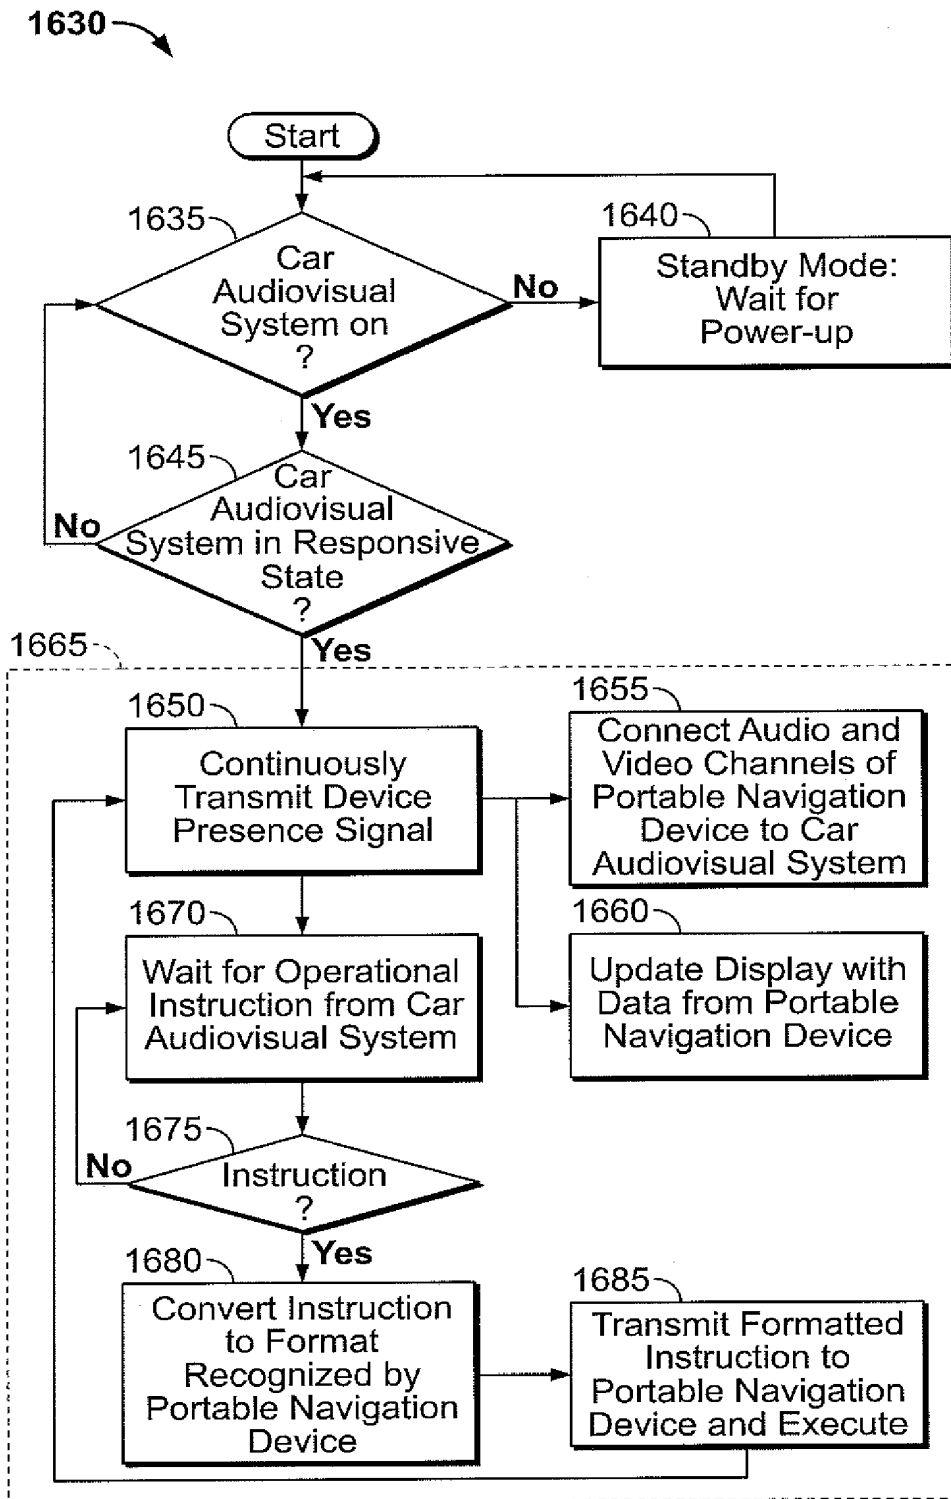 1630
Start
1635
Car
Audiovisual
System on
?
No
1640
Standby Mode:
Wait for
Power-up
Yes
1645
Car
Audiovisual
System in Responsive
State
?
No
Yes
1665
1650
Continuously
Transmit Device
Presence Signal
1655
Connect Audio and
Video Channels of
Portable Navigation
Device to Car
Audiovisual System
1670
Wait for Operational
Instruction from Car
Audiovisual System
1660
Update Display with
Data from Portable
Navigation Device
1675
Instruction
?
No
Yes
1680
Convert Instruction
to Format
Recognized by
Portable Navigation
Device
1685
Transmit Formatted
Instruction to
Portable Navigation
Device and Execute